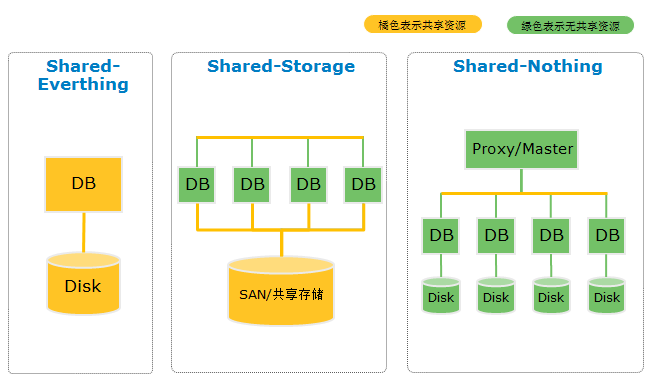 橘色表示共享资源
绿色表示无共享资源
Shared-
Everthing
DB
Disk
Shared-Storage
DB
DB
DB
DB
SAN/共享存储
Shared-Nothing
Proxy/Master
DB
DB
DB
DB
Disk
Disk
Disk
Disk